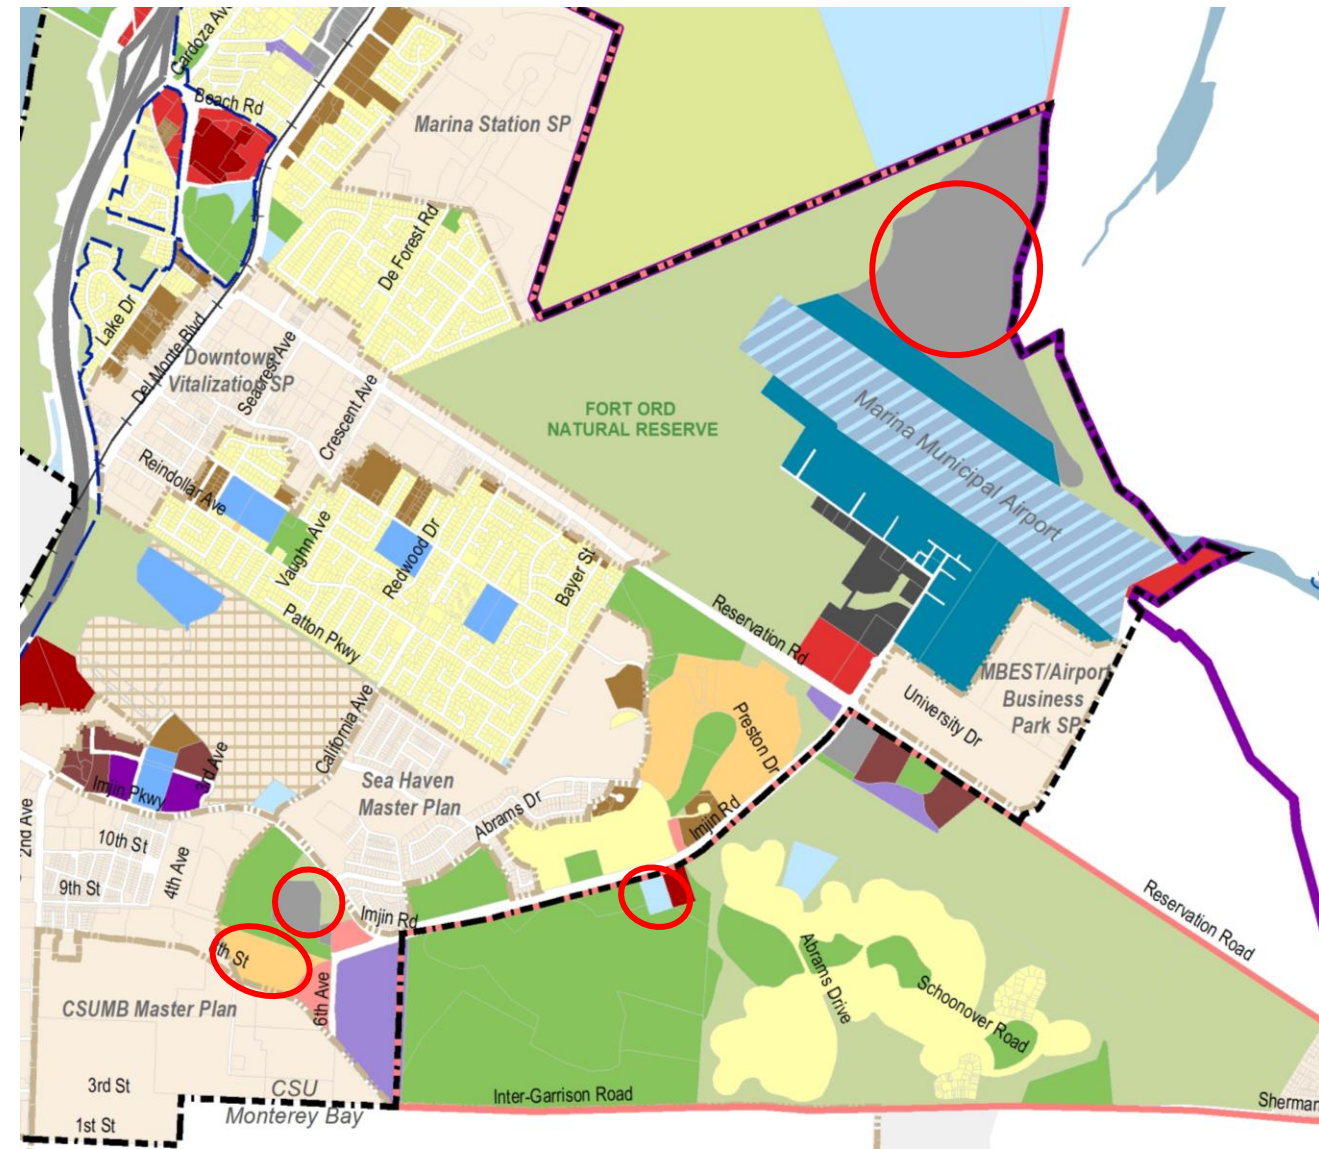 Cardoza Av
Beach Rd
Marina Station SP
De Forest Rd
Lake Dr
Del Monte Blvd
Downtown
Vitalization SP
Seacrest Ave
Crescent Ave
FORT ORD
NATURAL RESERVE
Marina Municipal Airport
Reindollar Ave
Vaughn Ave
Redwood Dr
Bayer St
Patton Pkwy
Reservation Rd
MBEST/Airport
Business
Park SP
University Dr
Preston Dr
California Ave
3rd Ave
Imjin Pkwy
Sea Haven
Master Plan
Abrams Dr
Imjin Rd
2nd Ave
10th St
4th Ave
9th St
Imjin Rd
Reservation Road
th St
6th Ave
CSUMB Master Plan
Abrams Drive
Schoonover Road
3rd St
CSU
Monterey Bay
Inter-Garrison Road
Sherman
1st St